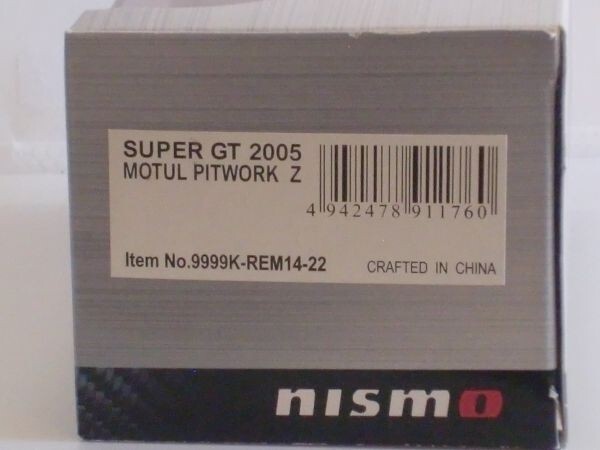 SUPER GT 2005
MOTUL PITWORK Z
4 942478 911760
Item No.9999K-REM14-22
CRAFTED IN CHINA
nismo